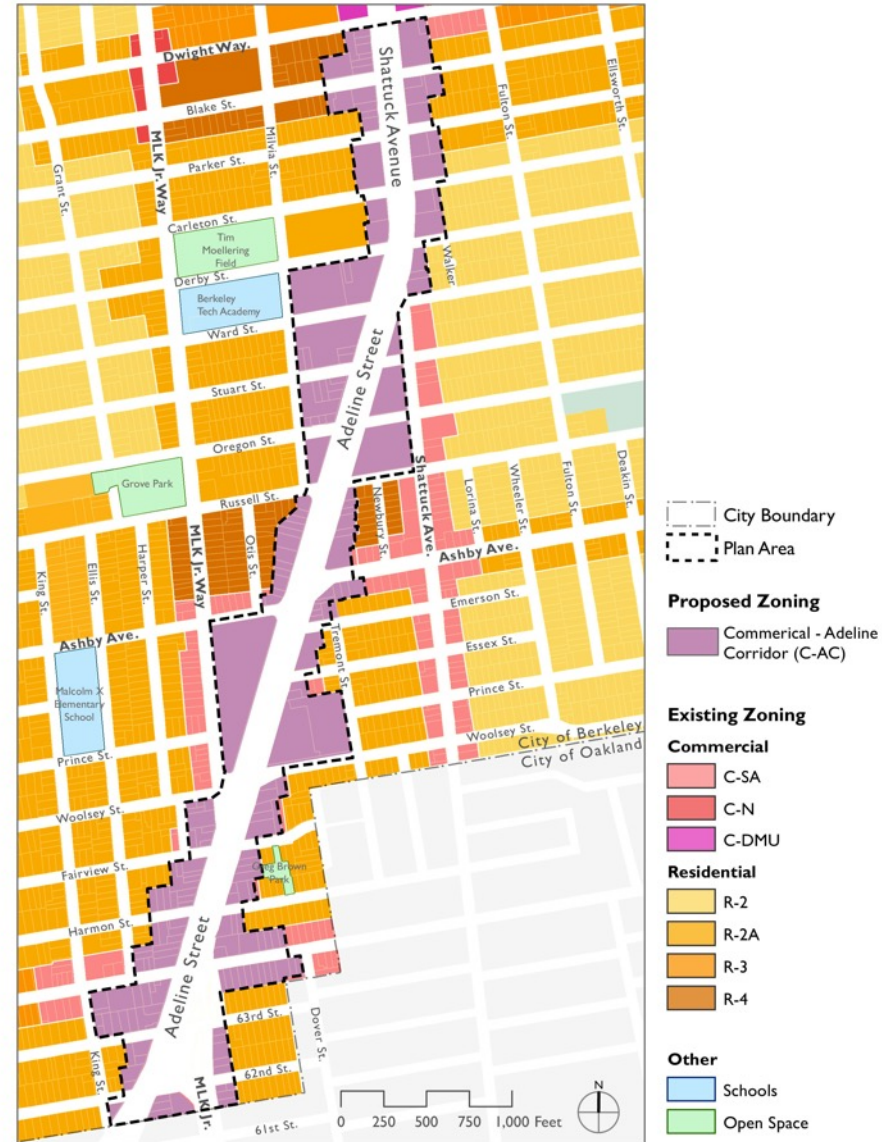 Dwight Way.
Shattuck Avenue
Blake St.
Fulton St.
Ellsworth St.
MLK Jr. Way
Milvia St.
Parker St.
Grant St.
Carleton St.
Tim
Moellering
Field
Walker
Derby St.
Berkeley
Tech Academy
Ward St.
Adeline Street
Stuart St.
Oregon St.
Grove Park
Russell St.
Newbury St.
Shattuck Ave.
Lorina St.
Wheeler St.
Fulton St.
Deakin St.
MLK Jr. Way
Otis St.
Ashby Ave.
King St.
Ellis St.
Harper St.
Emerson St.
Ashby Ave.
Tremont St.
Essex St.
Malcolm X
Elementary
School
Prince St.
Woolsey St.
City of Berkeley
City of Oakland
Prince St.
Woolsey St.
Fairview St.
Greg Brown
Park
Harmon St.
Adeline Street
63rd St.
Dover St.
King St.
62nd St.
MLK Jr.
61st St.
0 250 500 750 1,000 Feet
N
City Boundary
Plan Area
Proposed Zoning
Commerical - Adeline
Corridor (C-AC)
Existing Zoning
Commercial
C-SA
C-N
C-DMU
Residential
R-2
R-2A
R-3
R-4
Other
Schools
Open Space